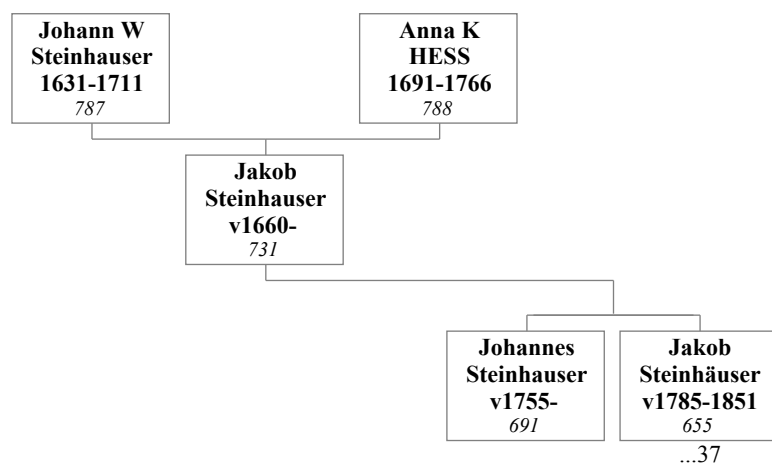 Johann W
Steinhauser
1631-1711
787
Anna K
HESS
1691-1766
788
Jakob
Steinhauser
v1660-
731
Johannes
Steinhauser
v1755-
691
Jakob
Steinhäuser
v1785-1851
655
...37